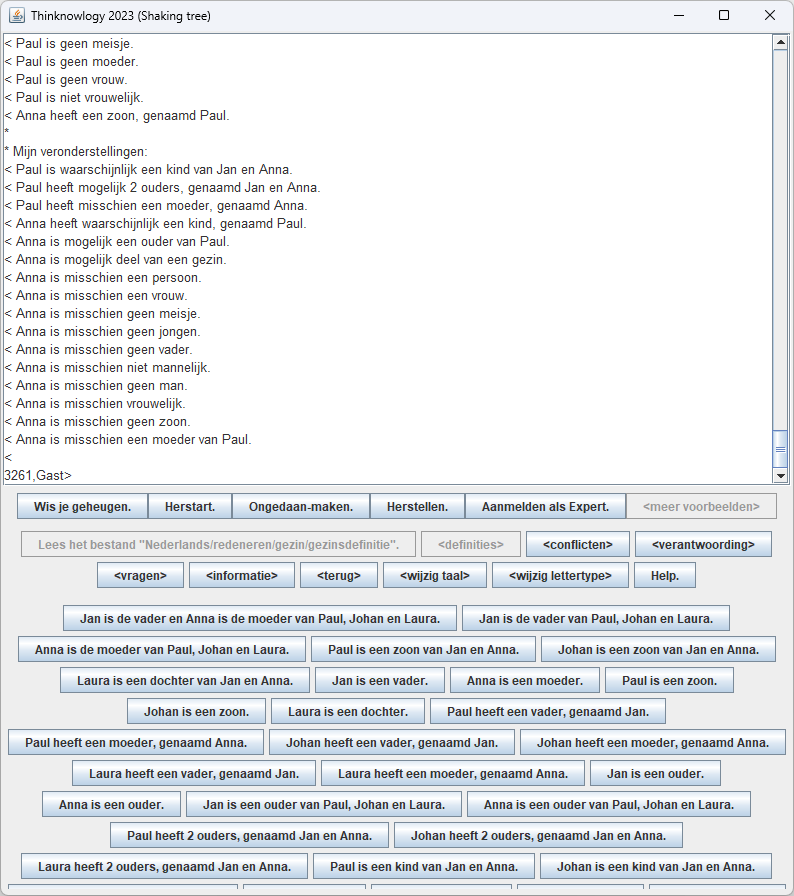 Thinknowlogy 2023 (Shaking tree)
< Paul is geen meisje.
< Paul is geen moeder.
< Paul is geen vrouw.
< Paul is niet vrouwelijk.
< Anna heeft een zoon, genaamd Paul.
*
* Mijn veronderstellingen:
< Paul is waarschijnlijk een kind van Jan en Anna.
< Paul heeft mogelijk 2 ouders, genaamd Jan en Anna.
< Paul heeft misschien een moeder, genaamd Anna.
< Anna heeft waarschijnlijk een kind, genaamd Paul.
< Anna is mogelijk een ouder van Paul.
< Anna is mogelijk deel van een gezin.
< Anna is misschien een persoon.
< Anna is misschien een vrouw.
< Anna is misschien geen meisje.
< Anna is misschien geen jongen.
< Anna is misschien geen vader.
< Anna is misschien niet mannelijk.
< Anna is misschien geen man.
< Anna is misschien vrouwelijk.
< Anna is misschien geen zoon.
< Anna is misschien een moeder van Paul.
<
3261,Gast>
Wis je geheugen. Herstart. Ongedaan-maken. Herstellen. Aanmelden als Expert. <meer voorbeelden>
Lees het bestand "Nederlands/redeneren/gezin/gezinsdefinitie". <definities> <conflicten> <verantwoording>
<vragen> <informatie> <terug> <wijzig taal> <wijzig lettertype> Help.
Jan is de vader en Anna is de moeder van Paul, Johan en Laura. Jan is de vader van Paul, Johan en Laura.
Anna is de moeder van Paul, Johan en Laura. Paul is een zoon van Jan en Anna. Johan is een zoon van Jan en Anna.
Laura is een dochter van Jan en Anna. Jan is een vader. Anna is een moeder. Paul is een zoon.
Johan is een zoon. Laura is een dochter. Paul heeft een vader, genaamd Jan.
Paul heeft een moeder, genaamd Anna. Johan heeft een vader, genaamd Jan. Johan heeft een moeder, genaamd Anna.
Laura heeft een vader, genaamd Jan. Laura heeft een moeder, genaamd Anna. Jan is een ouder.
Anna is een ouder. Jan is een ouder van Paul, Johan en Laura. Anna is een ouder van Paul, Johan en Laura.
Paul heeft 2 ouders, genaamd Jan en Anna. Johan heeft 2 ouders, genaamd Jan en Anna.
Laura heeft 2 ouders, genaamd Jan en Anna. Paul is een kind van Jan en Anna. Johan is een kind van Jan en Anna.